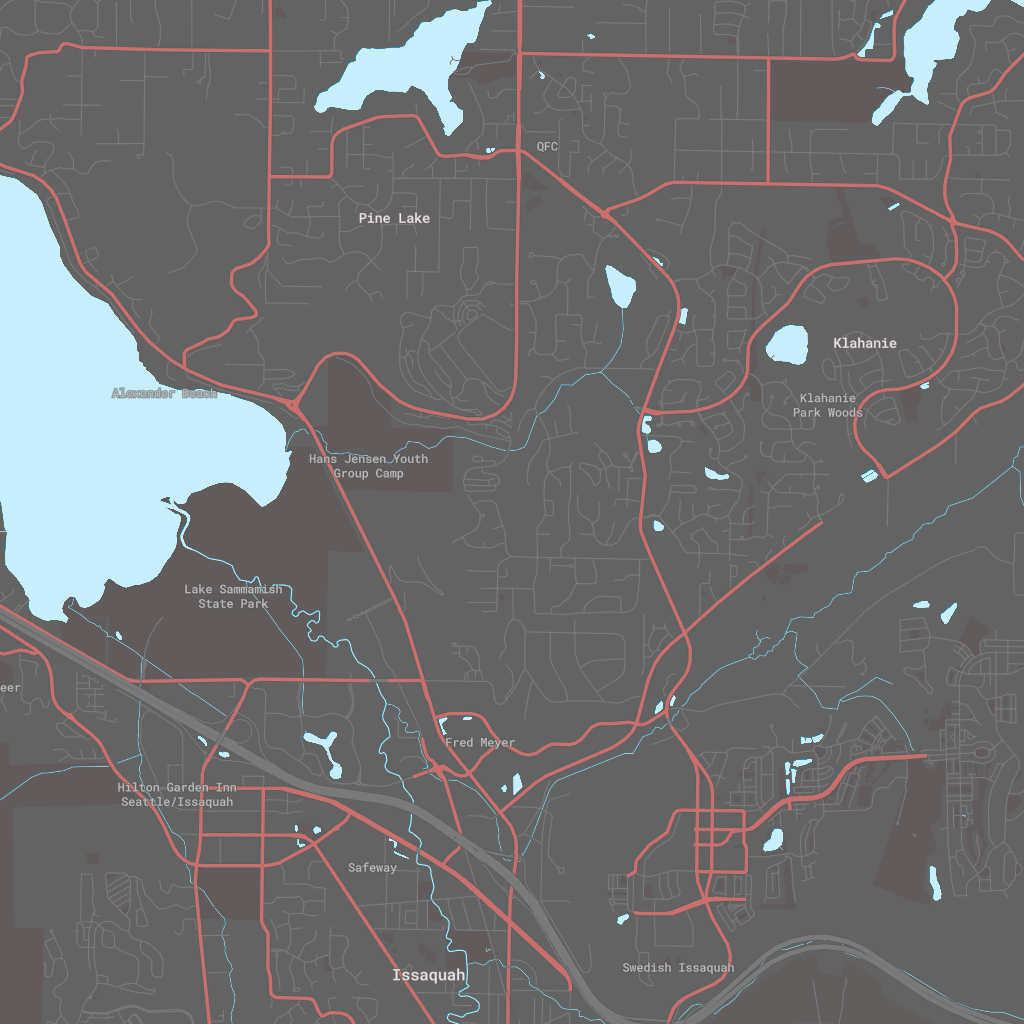 QFC
Pine Lake
Klahanie
Alexander Beach
Klahanie
Park Woods
Hans Jensen Youth
Group Camp
Lake Sammamish
State Park
eer
Fred Meyer
Hilton Garden Inn
Seattle/Issaquah
Safeway
Swedish Issaquah
Issaquah